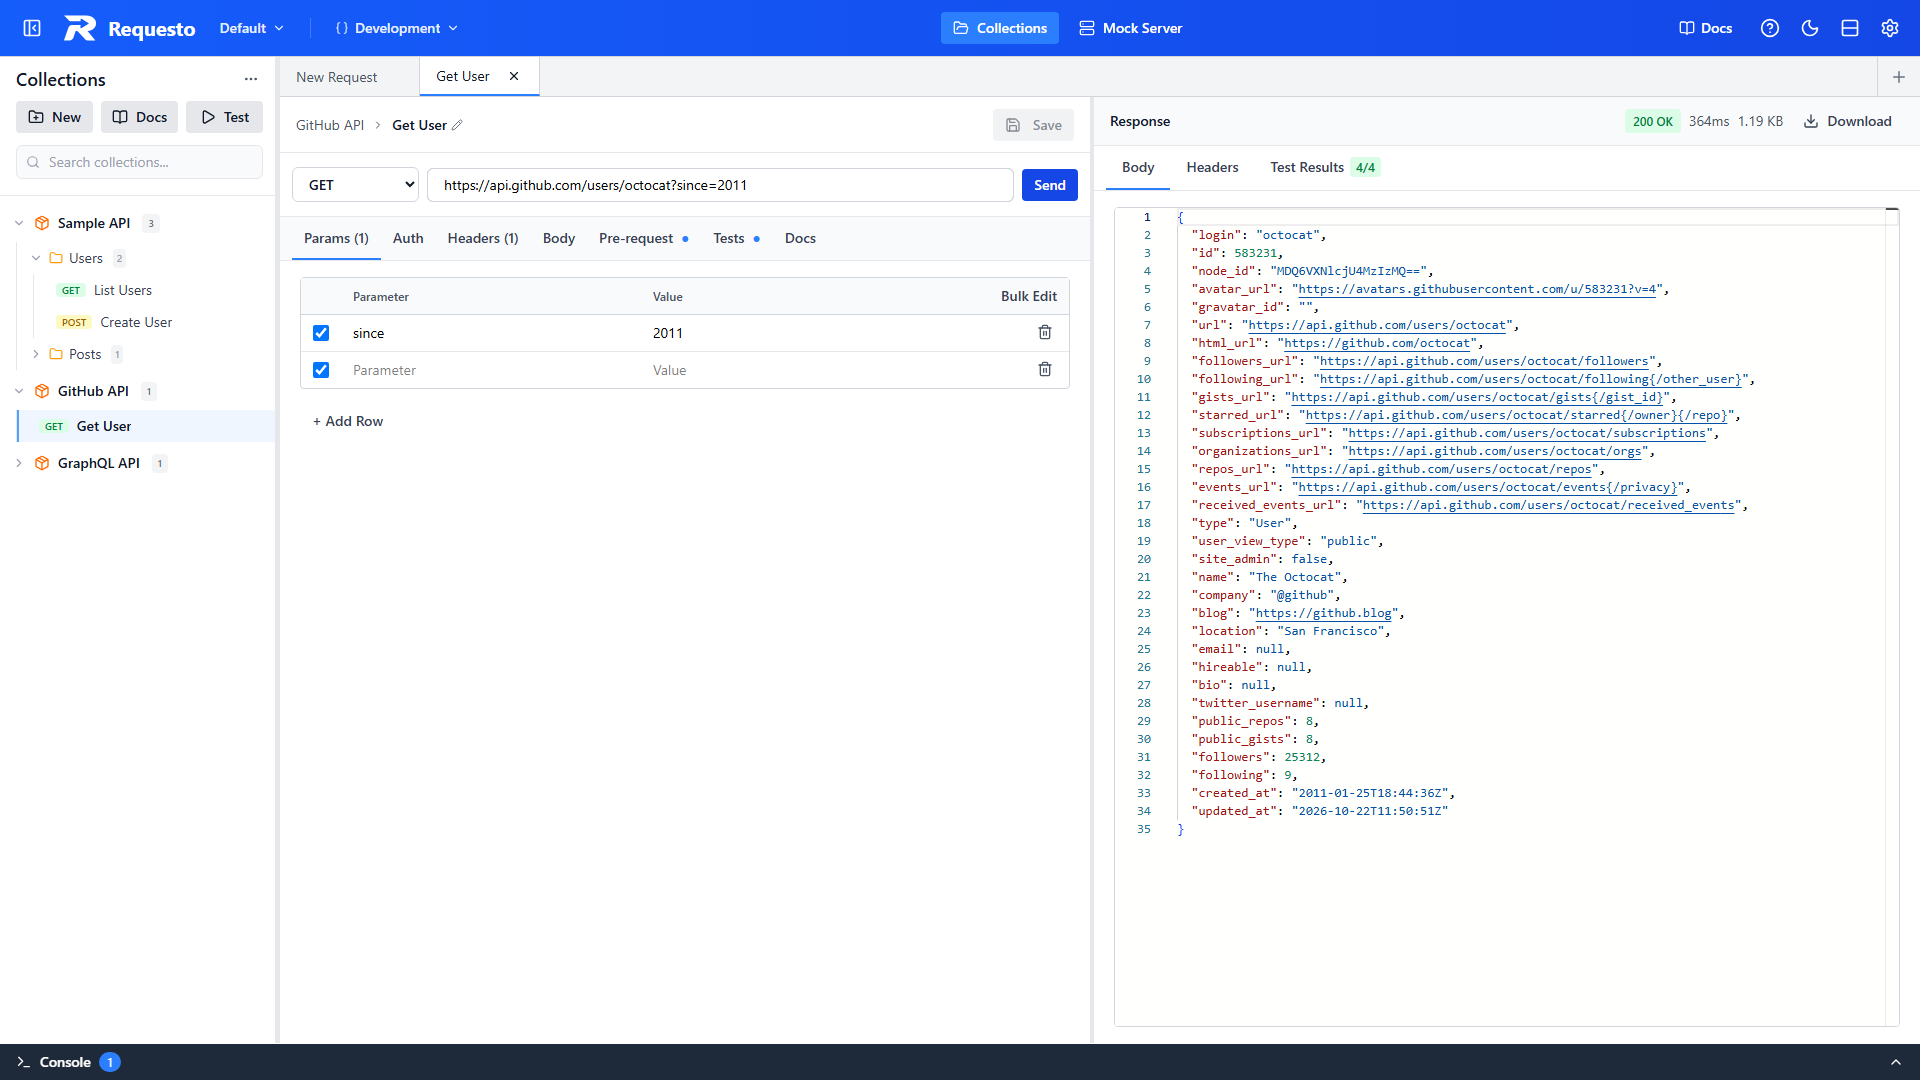 Requesto
Default
{} Development
Collections
Mock Server
Docs
Collections
New
Docs
Test
Search collections...
Sample API 3
Users 2
GET List Users
POST Create User
Posts 1
GitHub API 1
GET Get User
GraphQL API 1
New Request
Get User
GitHub API > Get User
Save
GET
https://api.github.com/users/octocat?since=2011
Send
Params (1)
Auth
Headers (1)
Body
Pre-request
Tests
Docs
Parameter Value Bulk Edit
since 2011
Parameter Value
+ Add Row
Response
200 OK 364ms 1.19 KB Download
Body
Headers
Test Results 4/4
1 {
2 "login": "octocat",
3 "id": 583231,
4 "node_id": "MDQ6VXNlcjU4MzIzMQ==",
5 "avatar_url": "https://avatars.githubusercontent.com/u/583231?v=4",
6 "gravatar_id": "",
7 "url": "https://api.github.com/users/octocat",
8 "html_url": "https://github.com/octocat",
9 "followers_url": "https://api.github.com/users/octocat/followers",
10 "following_url": "https://api.github.com/users/octocat/following{/other_user}",
11 "gists_url": "https://api.github.com/users/octocat/gists{/gist_id}",
12 "starred_url": "https://api.github.com/users/octocat/starred{/owner}{/repo}",
13 "subscriptions_url": "https://api.github.com/users/octocat/subscriptions",
14 "organizations_url": "https://api.github.com/users/octocat/orgs",
15 "repos_url": "https://api.github.com/users/octocat/repos",
16 "events_url": "https://api.github.com/users/octocat/events{/privacy}",
17 "received_events_url": "https://api.github.com/users/octocat/received_events",
18 "type": "User",
19 "user_view_type": "public",
20 "site_admin": false,
21 "name": "The Octocat",
22 "company": "@github",
23 "blog": "https://github.blog",
24 "location": "San Francisco",
25 "email": null,
26 "hireable": null,
27 "bio": null,
28 "twitter_username": null,
29 "public_repos": 8,
30 "public_gists": 8,
31 "followers": 25312,
32 "following": 9,
33 "created_at": "2011-01-25T18:44:36Z",
34 "updated_at": "2026-10-22T11:50:51Z"
35 }
Console 1